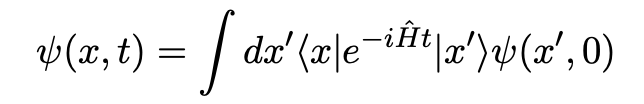 ψ(x, t) = ∫ dx′⟨x|e^{−iĤt}|x′⟩ψ(x′, 0)